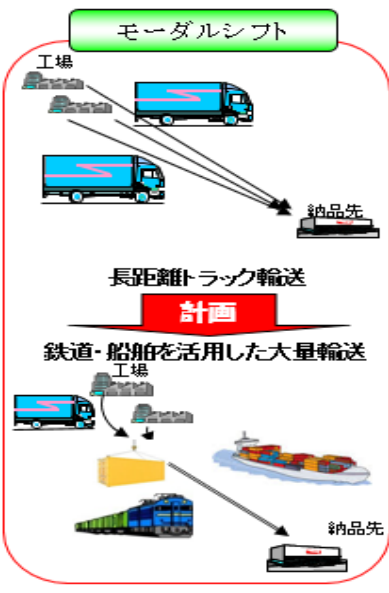 モーダルシフト
工場
納品先
長距離トラック輸送
計画
鉄道・船舶を活用した大量輸送
工場
納品先